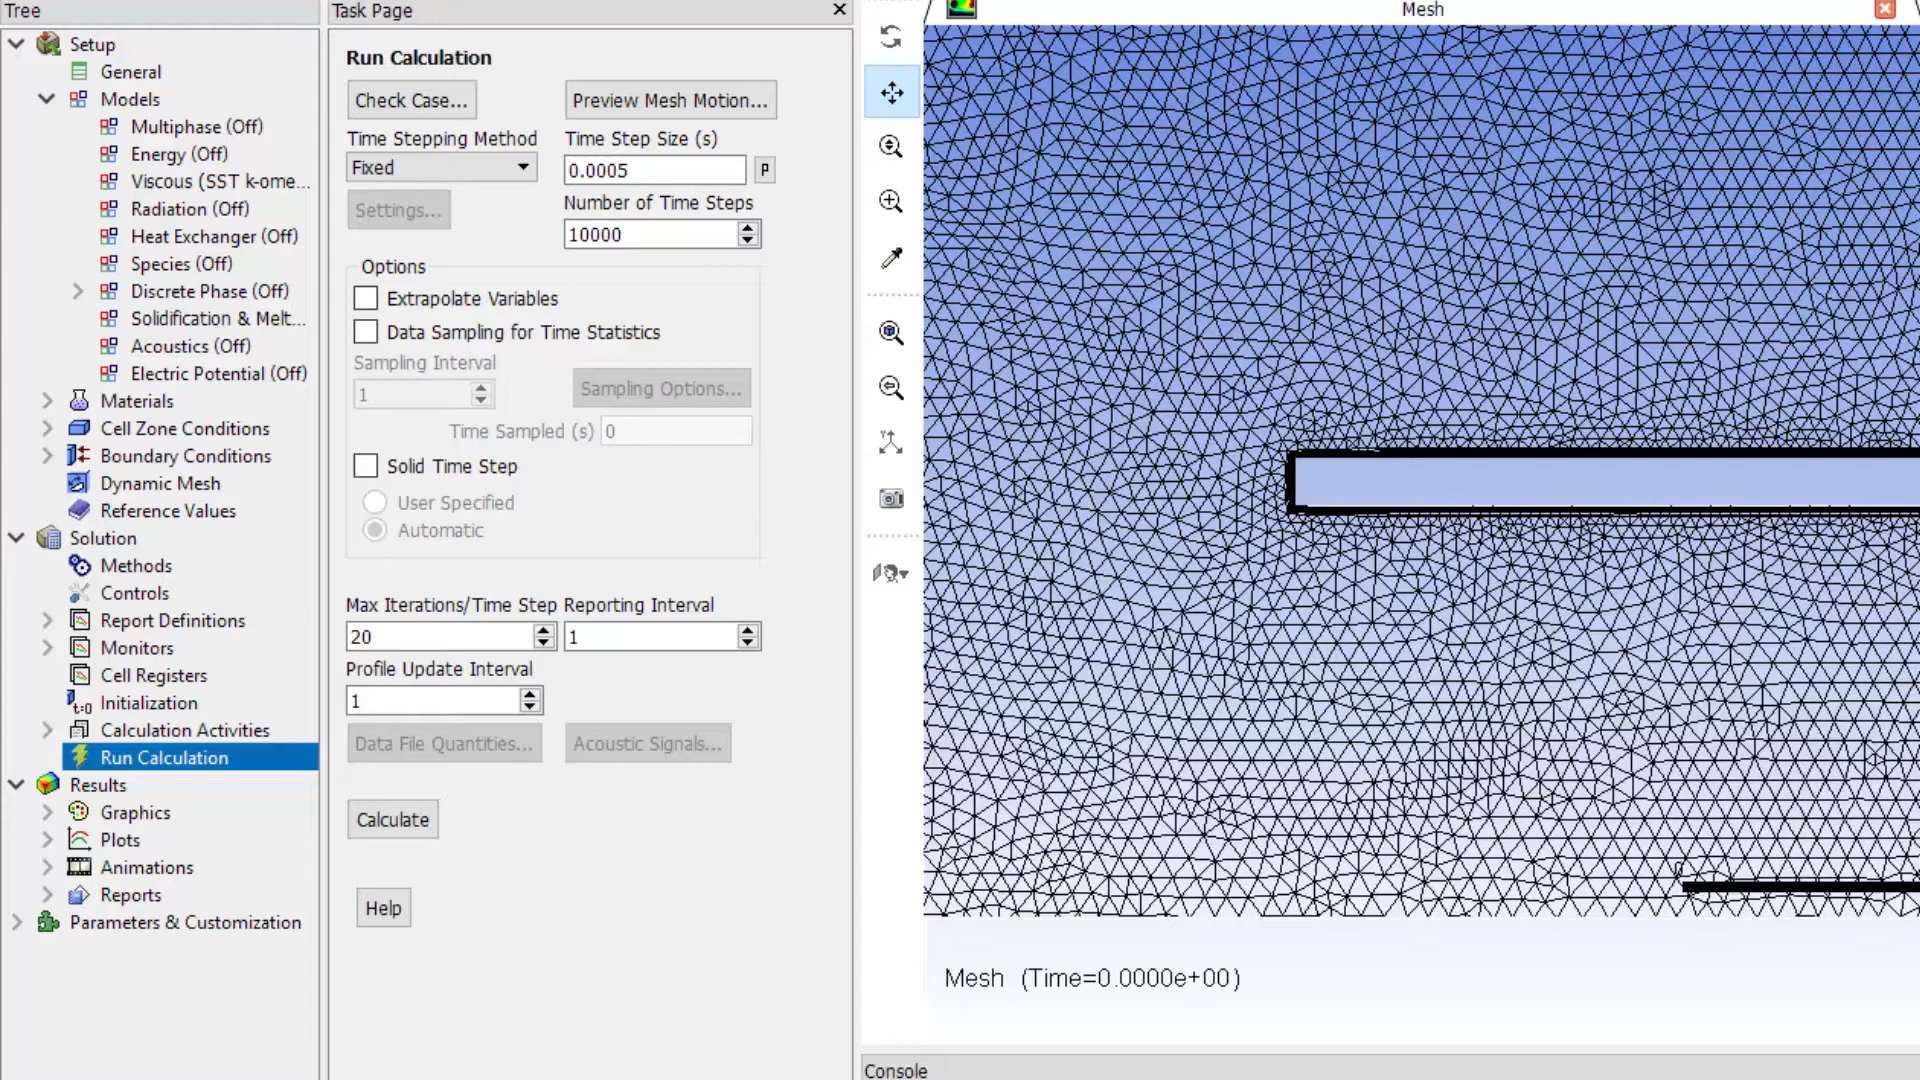 Tree
Setup
General
Models
Multiphase (Off)
Energy (Off)
Viscous (SST k-ome...
Radiation (Off)
Heat Exchanger (Off)
Species (Off)
Discrete Phase (Off)
Solidification & Melt...
Acoustics (Off)
Electric Potential (Off)
Materials
Cell Zone Conditions
Boundary Conditions
Dynamic Mesh
Reference Values
Solution
Methods
Controls
Report Definitions
Monitors
Cell Registers
t=0 Initialization
Calculation Activities
Run Calculation
Results
Graphics
Plots
Animations
Reports
Parameters & Customization
Task Page
Run Calculation
Check Case... Preview Mesh Motion...
Time Stepping Method Time Step Size (s)
Fixed 0.0005 P
Settings... Number of Time Steps
10000
Options
Extrapolate Variables
Data Sampling for Time Statistics
Sampling Interval
1 Sampling Options...
Time Sampled (s) 0
Solid Time Step
User Specified
Automatic
Max Iterations/Time Step Reporting Interval
20 1
Profile Update Interval
1
Data File Quantities... Acoustic Signals...
Calculate
Help
Mesh
Mesh (Time=0.0000e+00)
Console